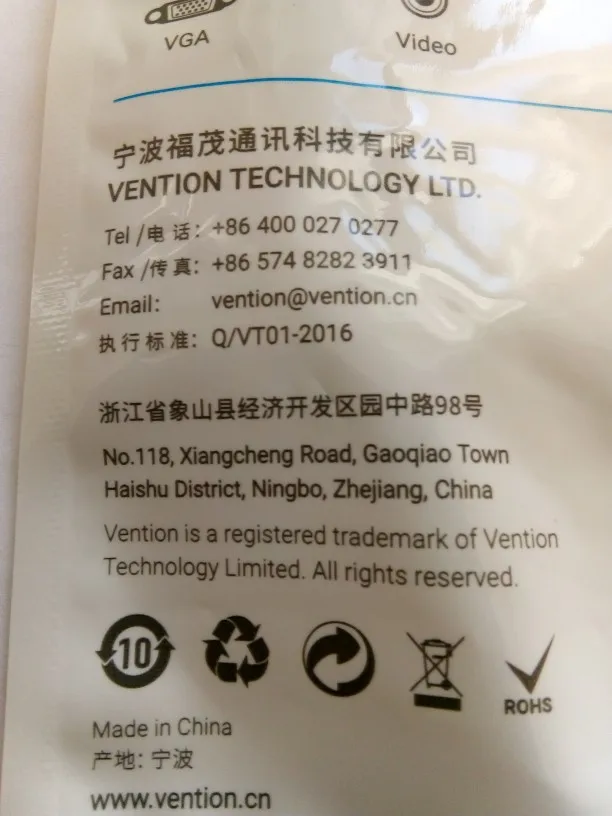 VGA Video
宁波福茂通讯科技有限公司
VENTION TECHNOLOGY LTD.
Tel /电 话： +86 400 027 0277
Fax /传 真： +86 574 8282 3911
Email： vention@vention.cn
执 行 标 准： Q/VT01-2016
浙江省象山县经济开发区园中路98号
No.118, Xiangcheng Road, Gaoqiao Town
Haishu District, Ningbo, Zhejiang, China
Vention is a registered trademark of Vention
Technology Limited. All rights reserved.
10
ROHS
Made in China
产地: 宁波
www.vention.cn